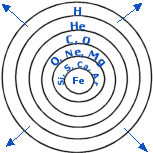 H
He
C, O
O, Ne, Mg
Si, S, Ca, Ar
Fe